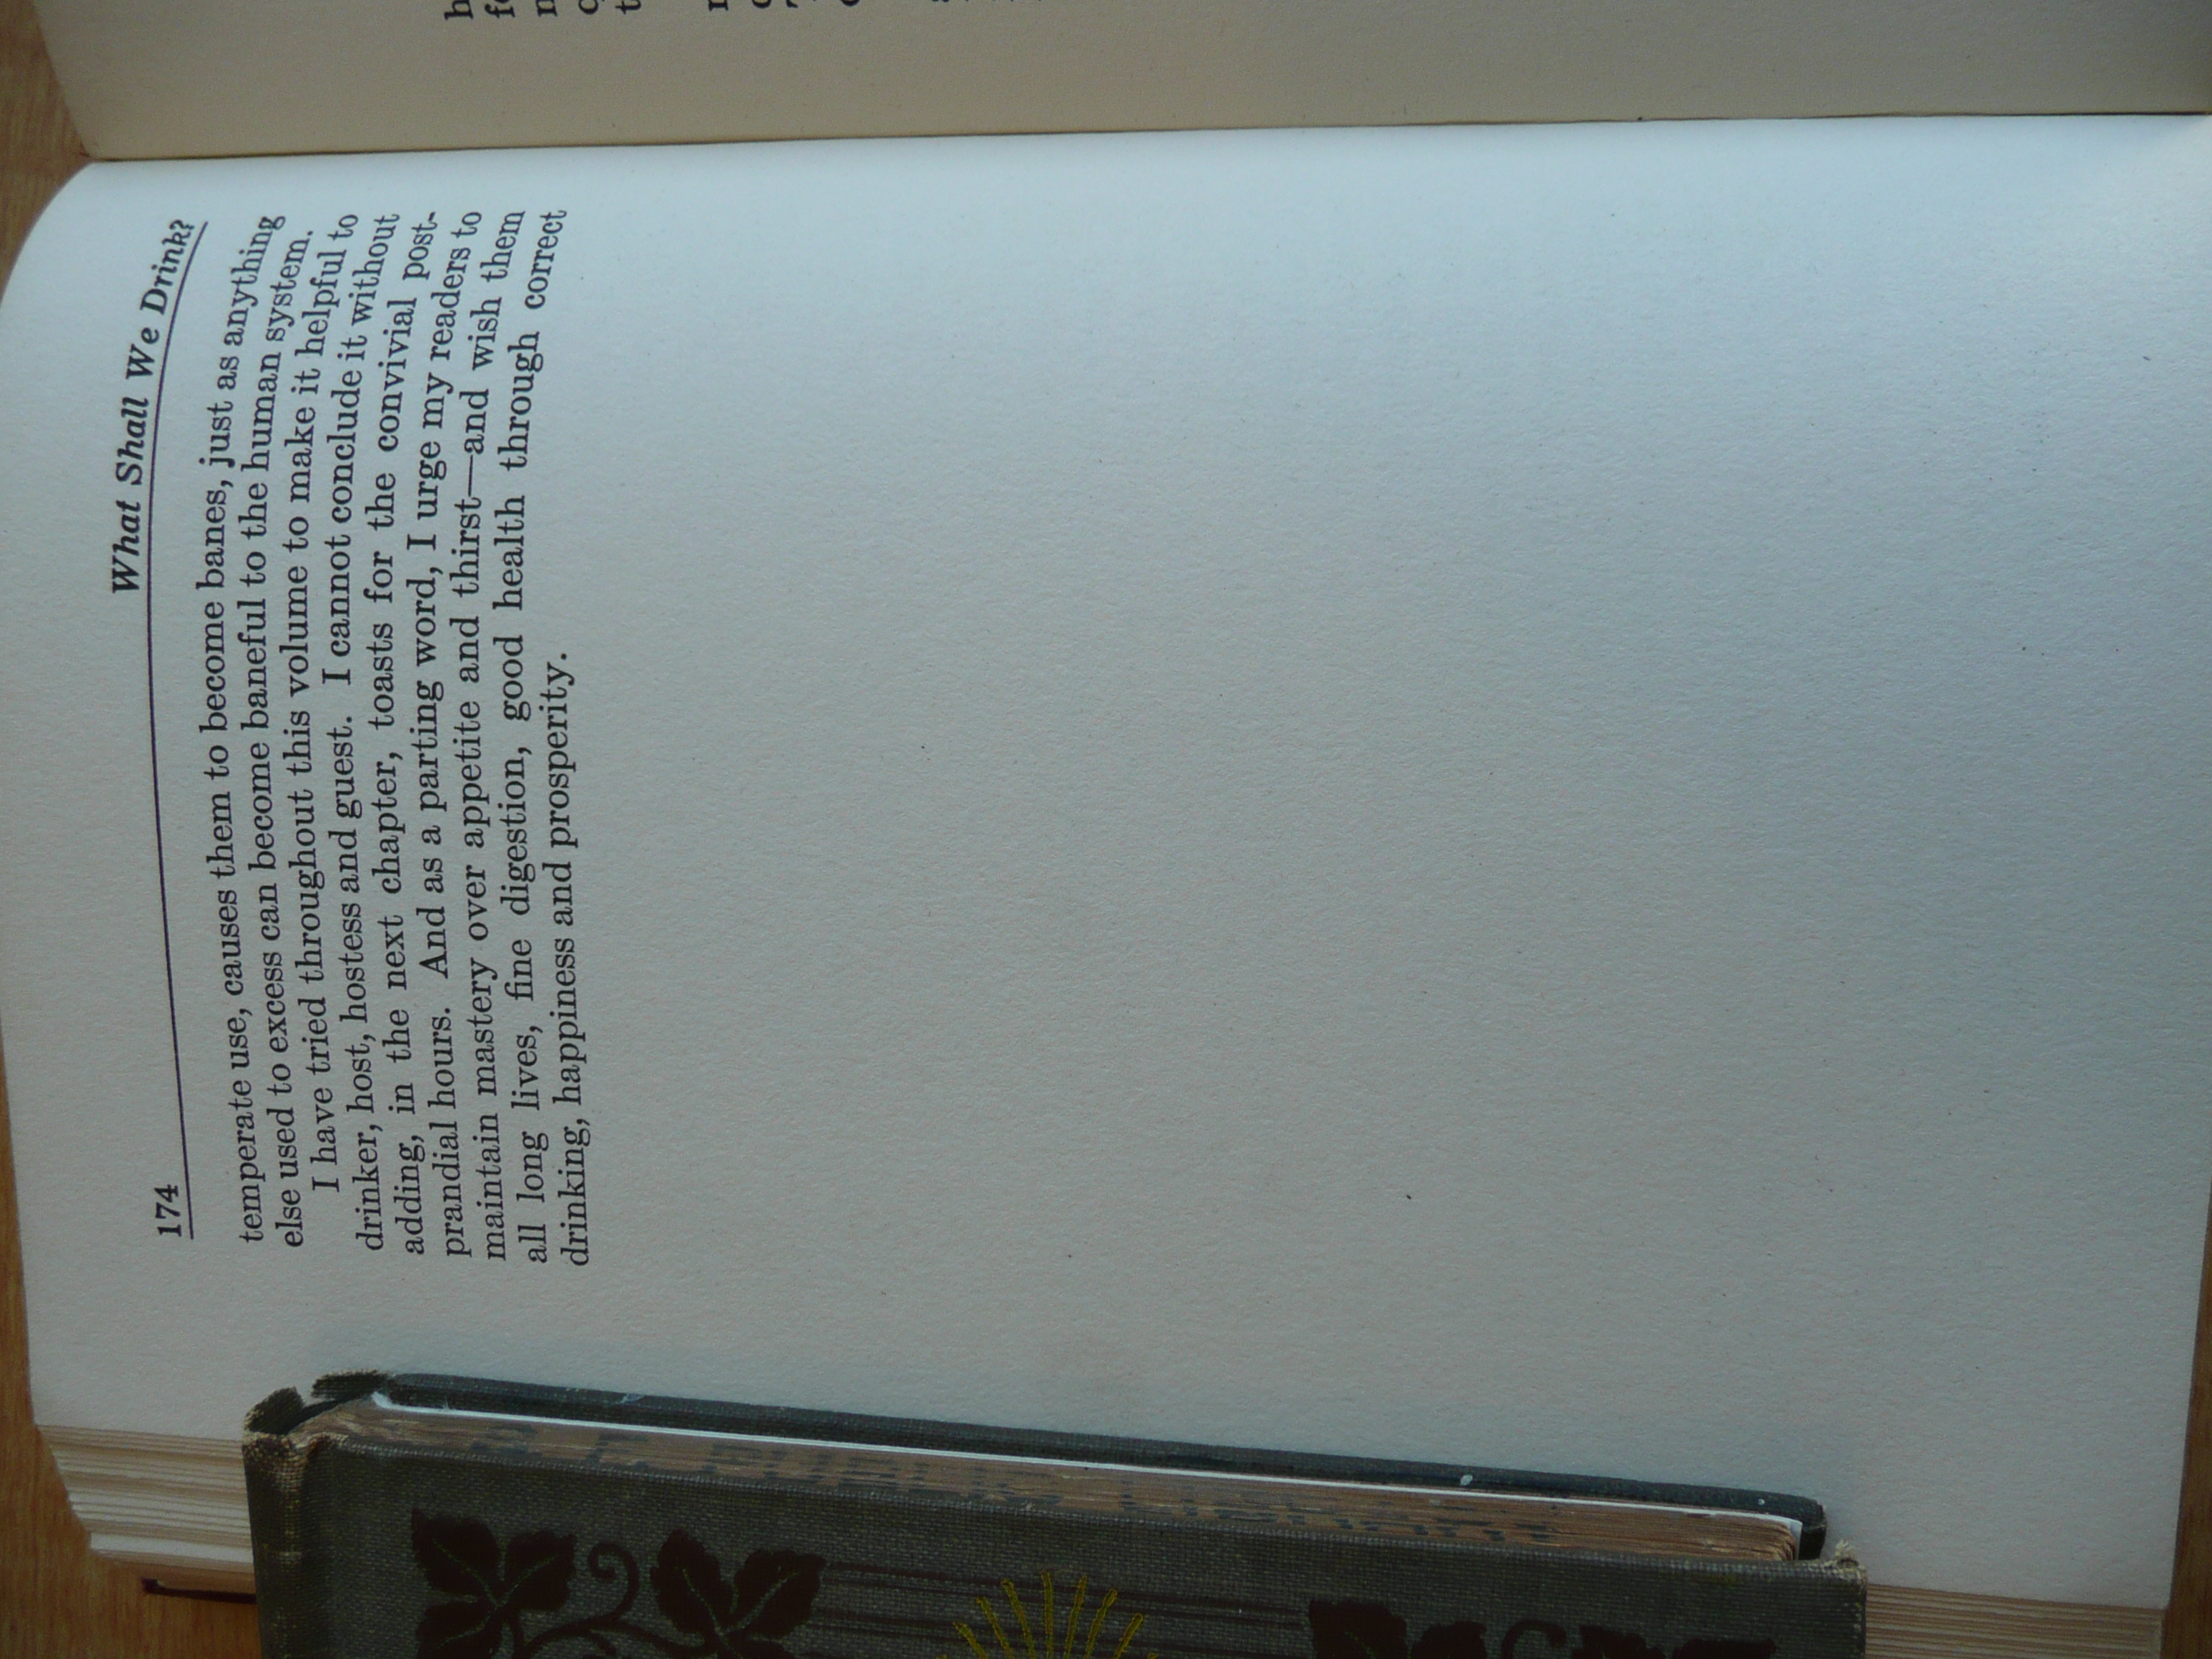 174 What Shall We Drink?
temperate use, causes them to become banes, just as anything
else used to excess can become baneful to the human system.
I have tried throughout this volume to make it helpful to
drinker, host, hostess and guest. I cannot conclude it without
adding, in the next chapter, toasts for the convivial post-
prandial hours. And as a parting word, I urge my readers to
maintain mastery over appetite and thirst—and wish them
all long lives, fine digestion, good health through correct
drinking, happiness and prosperity.